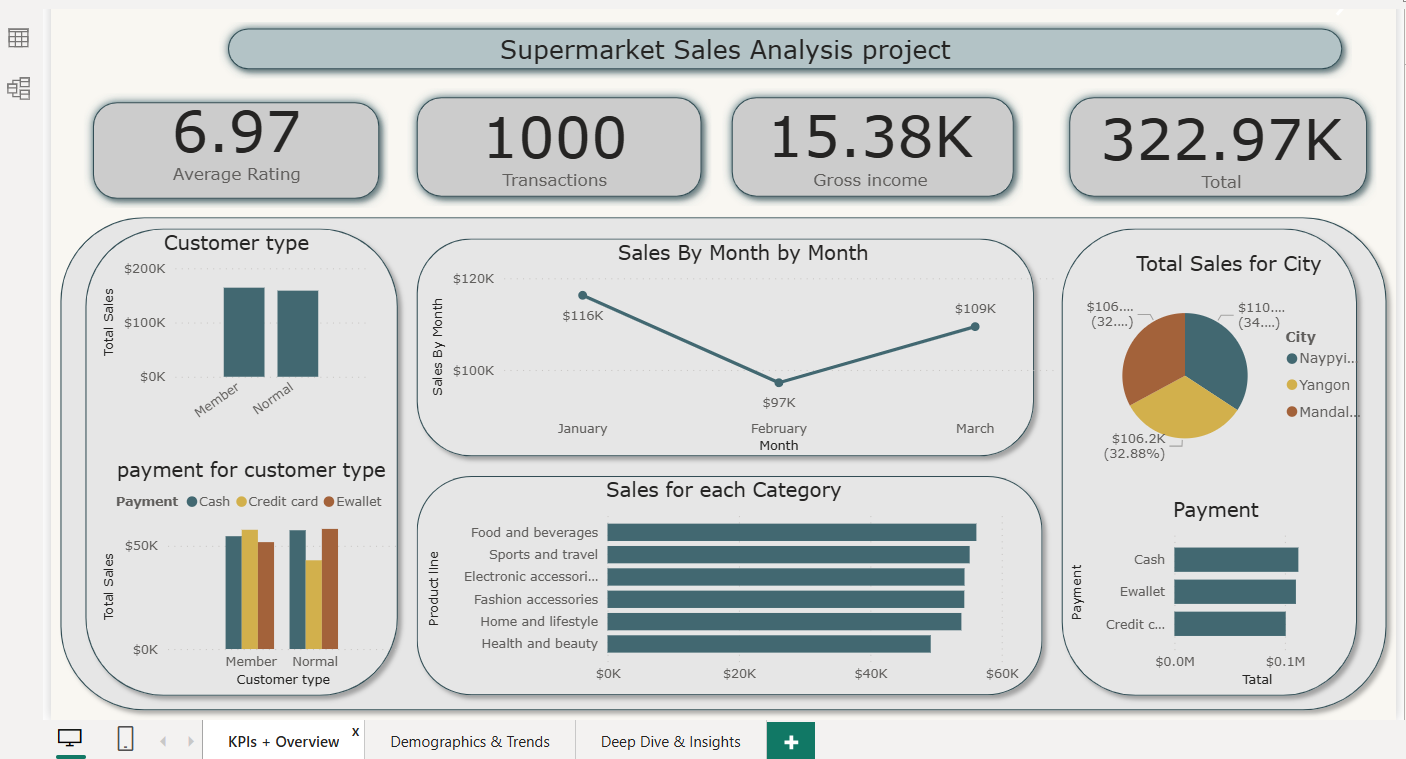 Supermarket Sales Analysis project
6.97
Average Rating
1000
Transactions
15.38K
Gross income
322.97K
Total
Customer type
Total Sales
$200K
$100K
$0K
Member
Normal
payment for customer type
Payment Cash Credit card Ewallet
Total Sales
$50K
$0K
Member Normal
Customer type
Sales By Month by Month
Sales By Month
$120K
$100K
$116K
$97K
$109K
January February March
Month
Sales for each Category
Product line
Food and beverages
Sports and travel
Electronic accessori...
Fashion accessories
Home and lifestyle
Health and beauty
$0K $20K $40K $60K
Total Sales for City
$106....
(32....)
$110....
(34....)
$106.2K
(32.88%)
City
Naypyi...
Yangon
Mandal...
Payment
Payment
Cash
Ewallet
Credit c...
$0.0M $0.1M
Tatal
KPIs + Overview x
Demographics & Trends
Deep Dive & Insights